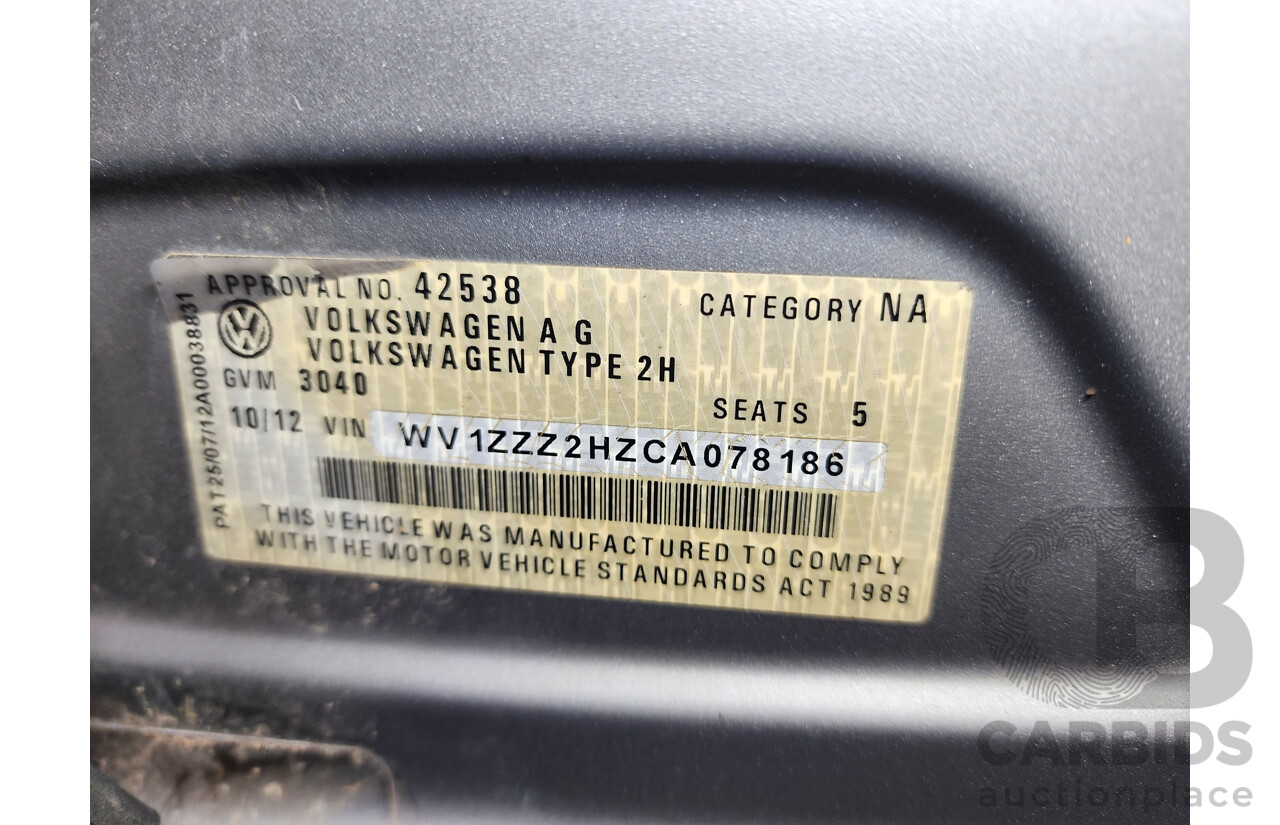 APPROVAL NO. 42538
CATEGORY NA
VOLKSWAGEN A G
VOLKSWAGEN TYPE 2H
GVM 3040
SEATS 5
10/12 VIN WV1ZZZ2HZCA078186
THIS VEHICLE WAS MANUFACTURED TO COMPLY
WITH THE MOTOR VEHICLE STANDARDS ACT 1989
PAT25/07/12A00038831
CB
CARBIDS
auctionplace